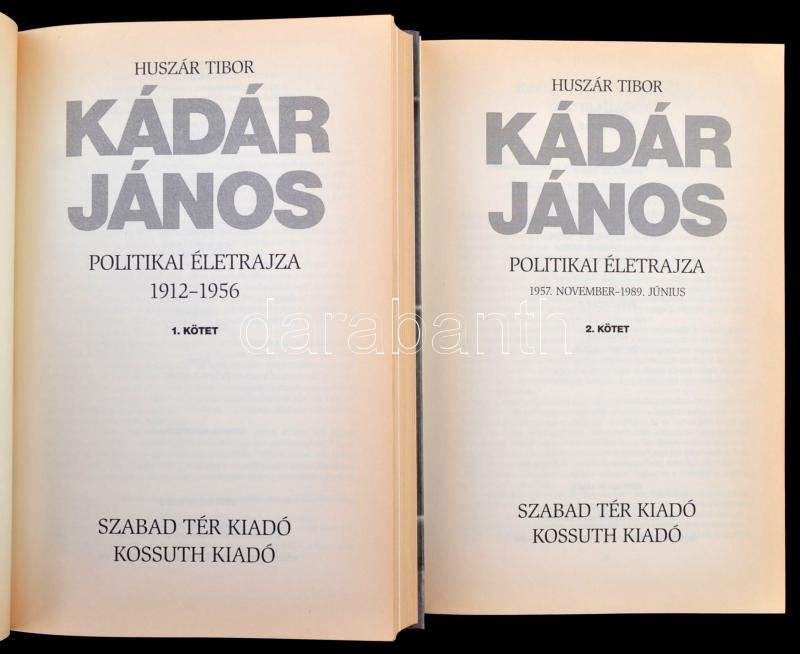 HUSZÁR TIBOR
KÁDÁR
JÁNOS
POLITIKAI ÉLETRAJZA
1912–1956
1. KÖTET
SZABAD TÉR KIADÓ
KOSSUTH KIADÓ
HUSZÁR TIBOR
KÁDÁR
JÁNOS
POLITIKAI ÉLETRAJZA
1957. NOVEMBER–1989. JÚNIUS
2. KÖTET
SZABAD TÉR KIADÓ
KOSSUTH KIADÓ
darabanth